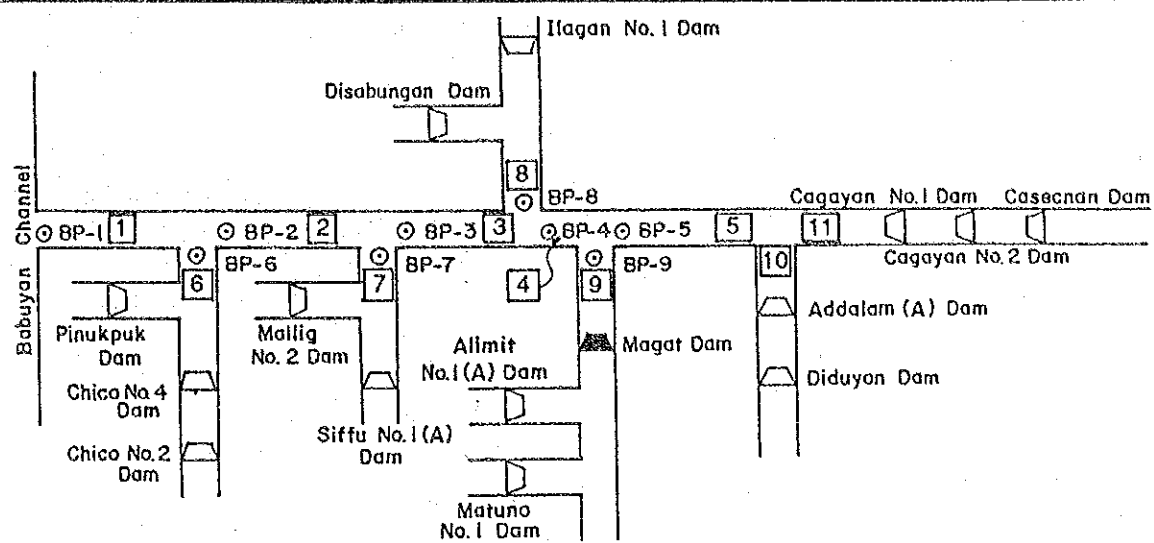 Ilagan No. 1 Dam
Disabungan Dam
8
BP-8
Cagayan No. 1 Dam
Casecnan Dam
Babuyan Channel
BP-1
1
BP-2
2
BP-3
3
BP-4
BP-5
5
11
Cagayan No. 2 Dam
BP-6
6
BP-7
7
4
BP-9
9
10
Pinukpuk
Dam
Mallig
No. 2 Dam
Alimit
No. 1 (A) Dam
Magat Dam
Addalam (A) Dam
Chico No. 4
Dam
Diduyon Dam
Siffu No. 1 (A)
Dam
Chico No. 2
Dam
Matuno
No. 1 Dam